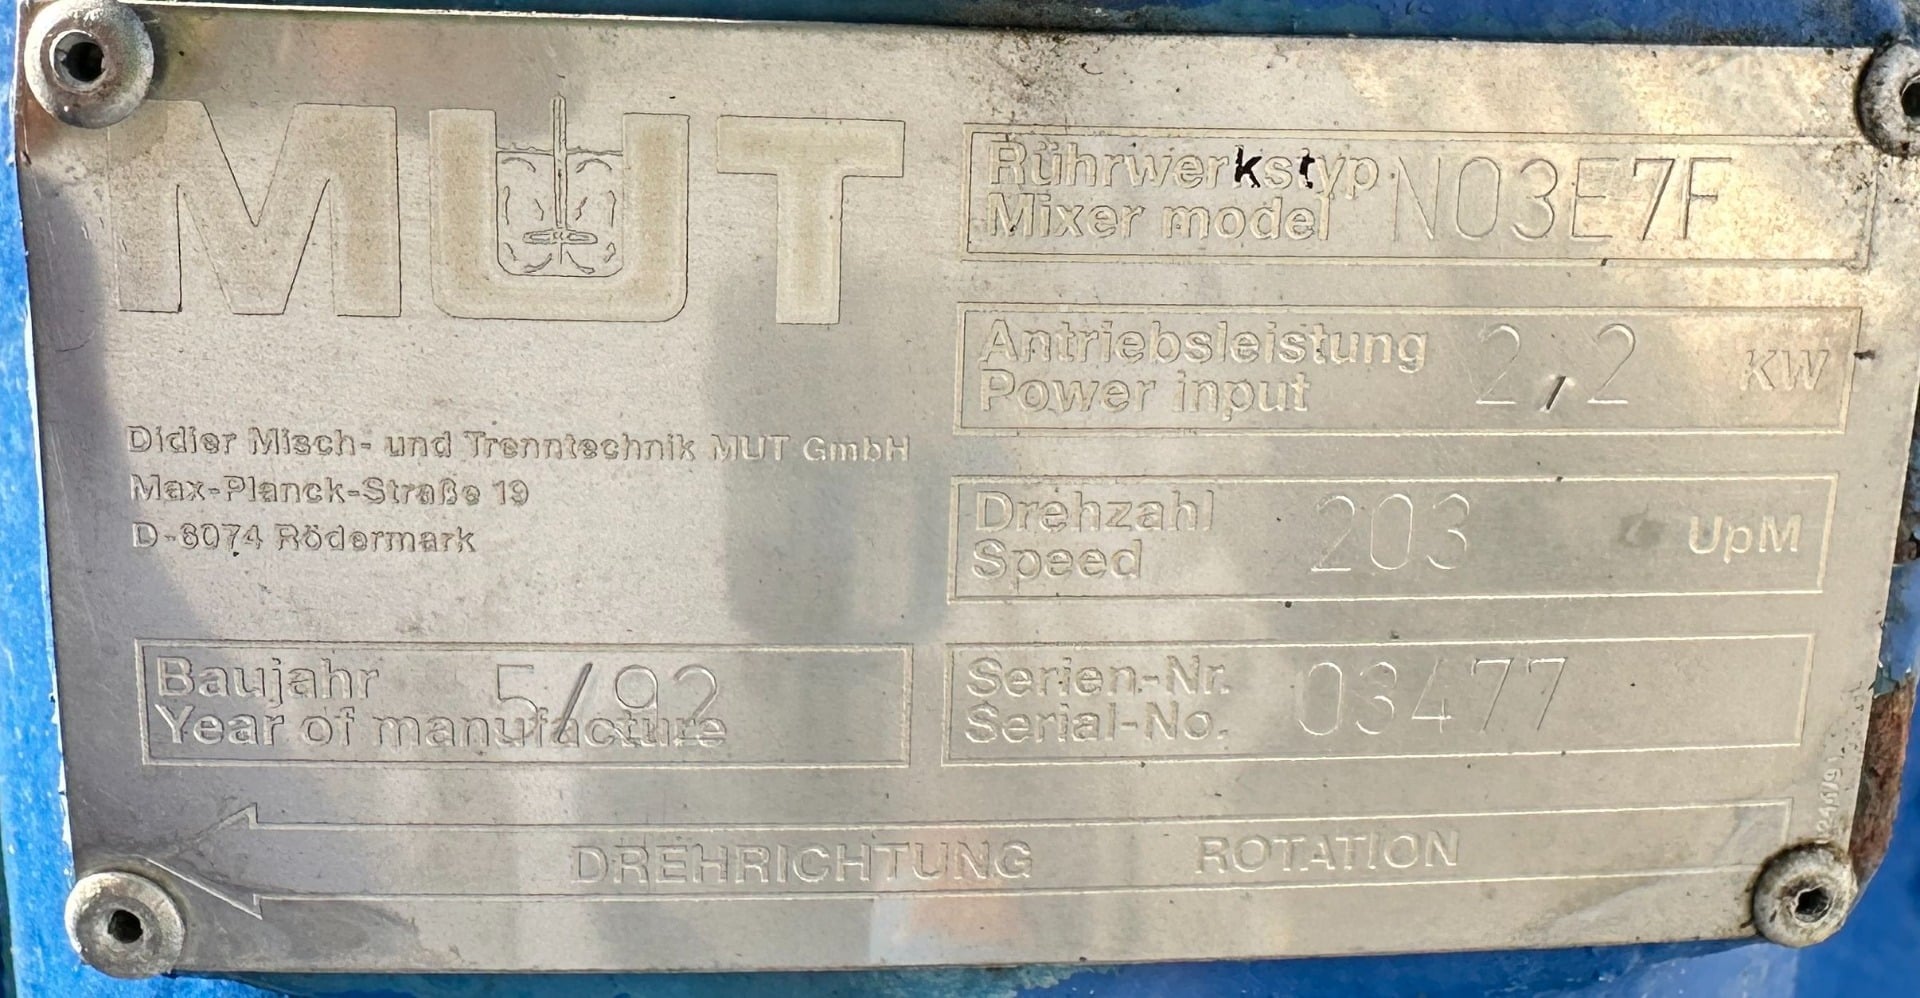 MUT
Rührwerkstyp NO3E7F
Mixer model
Antriebsleistung 2,2 KW
Power input
Didier Misch- und Trenntechnik MUT GmbH
Max-Planck-Straße 19
D-6074 Rödermark
Drehzahl 203 UpM
Speed
Baujahr 5/92
Year of manufacture
Serien-Nr. 03477
Serial-No.
DREHRICHTUNG ROTATION